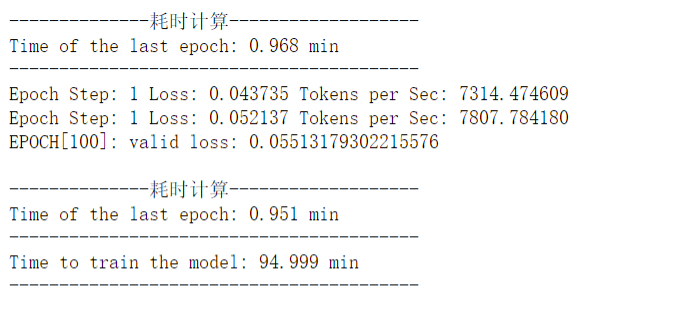 --------------耗时计算-------------------
Time of the last epoch: 0.968 min
-----------------------------------------
Epoch Step: 1 Loss: 0.043735 Tokens per Sec: 7314.474609
Epoch Step: 1 Loss: 0.052137 Tokens per Sec: 7807.784180
EPOCH[100]: valid loss: 0.05513179302215576
--------------耗时计算-------------------
Time of the last epoch: 0.951 min
-----------------------------------------
Time to train the model: 94.999 min
-----------------------------------------